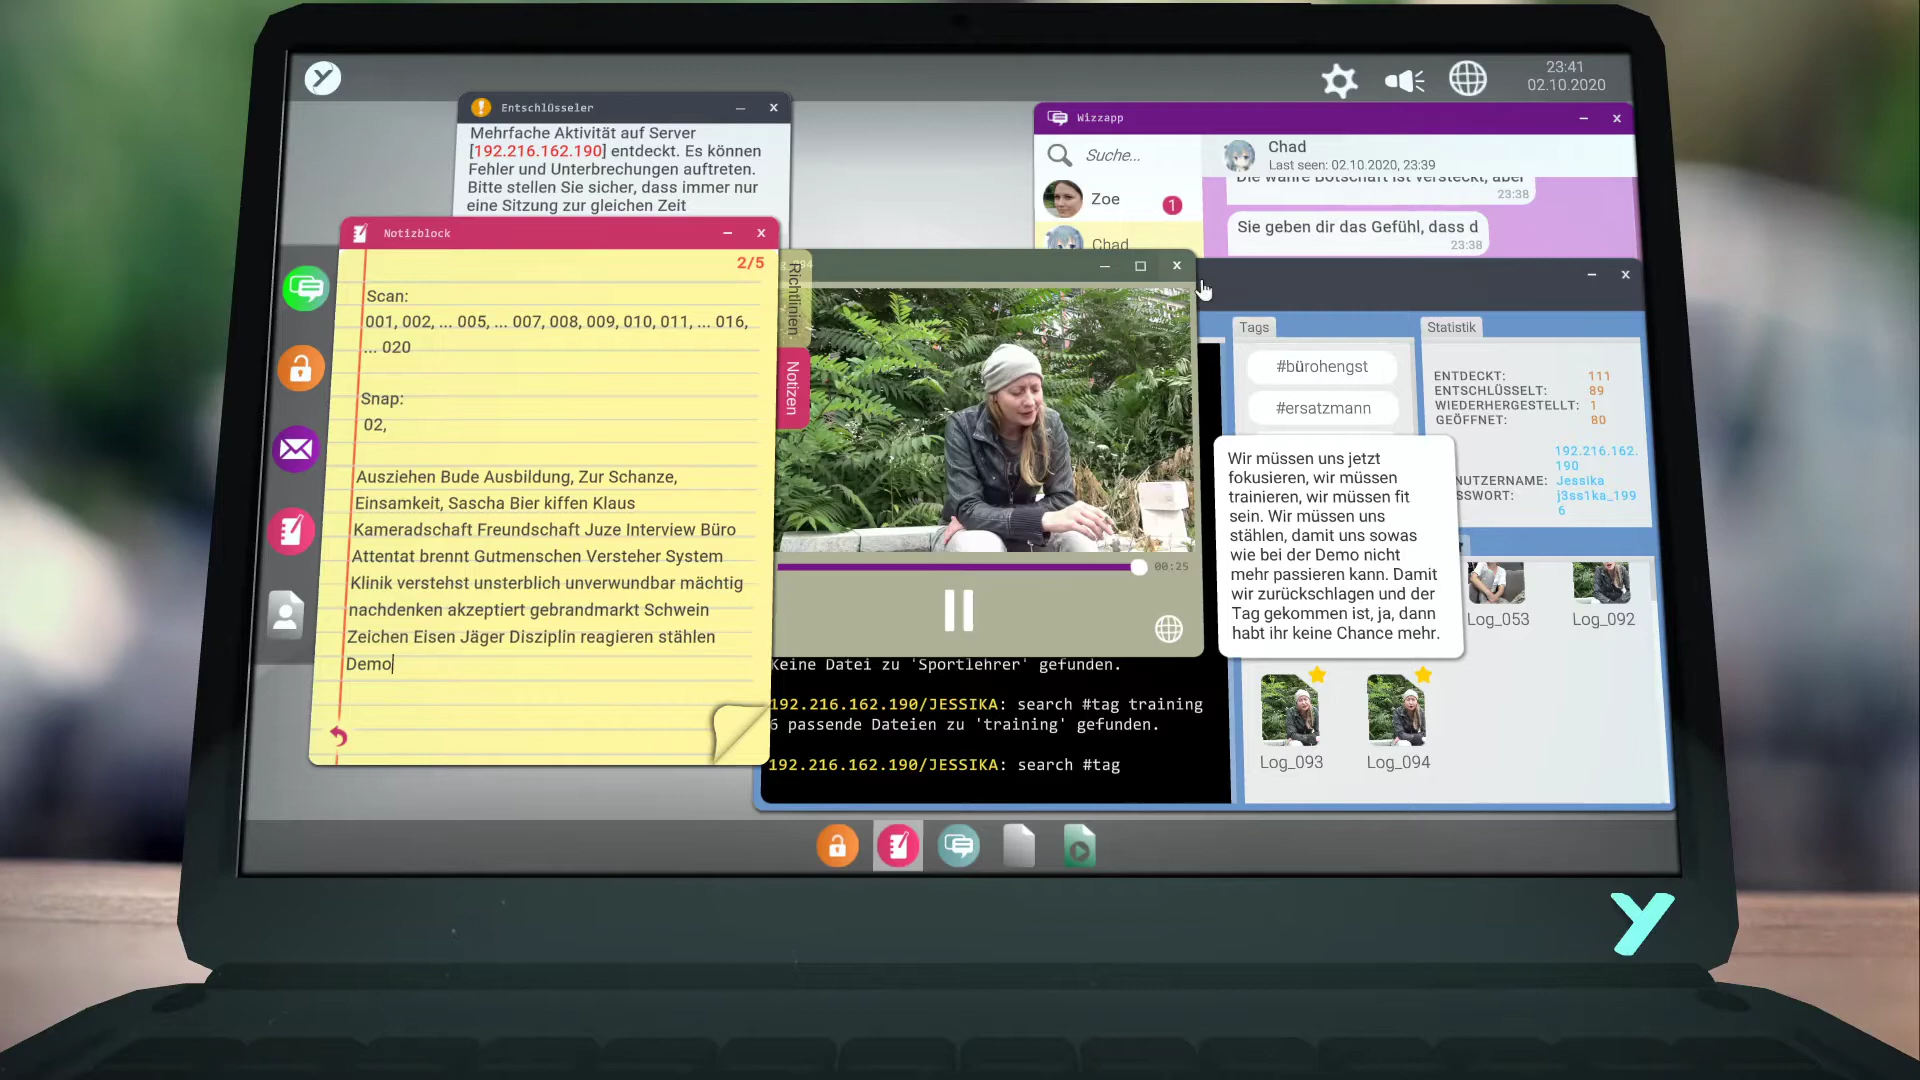 23:41
02.10.2020
Entschlüsseler
Mehrfache Aktivität auf Server
[192.216.162.190] entdeckt. Es können
Fehler und Unterbrechungen auftreten.
Bitte stellen Sie sicher, dass immer nur
eine Sitzung zur gleichen Zeit
Wizzapp
Suche...
Zoe
1
Chad
Chad
Last seen: 02.10.2020, 23:39
Die wahre Botschaft ist versteckt, aber
23:38
Sie geben dir das Gefühl, dass d
23:38
Notizblock
2/5
Scan:
001, 002, ... 005, ... 007, 008, 009, 010, 011, ... 016,
... 020
Snap:
02,
Ausziehen Bude Ausbildung, Zur Schanze,
Einsamkeit, Sascha Bier kiffen Klaus
Kameradschaft Freundschaft Juze Interview Büro
Attentat brennt Gutmenschen Versteher System
Klinik verstehst unsterblich unverwundbar mächtig
nachdenken akzeptiert gebrandmarkt Schwein
Zeichen Eisen Jäger Disziplin reagieren stählen
Demo
Richtlinien
Notizen
00:25
Wir müssen uns jetzt
fokusieren, wir müssen
trainieren, wir müssen fit
sein. Wir müssen uns
stählen, damit uns sowas
wie bei der Demo nicht
mehr passieren kann. Damit
wir zurückschlagen und der
Tag gekommen ist, ja, dann
habt ihr keine Chance mehr.
Keine Datei zu 'Sportlehrer' gefunden.
192.216.162.190/JESSIKA: search #tag training
6 passende Dateien zu 'training' gefunden.
192.216.162.190/JESSIKA: search #tag
Tags
#bürohengst
#ersatzmann
Statistik
ENTDECKT: 111
ENTSCHLÜSSELT: 89
WIEDERHERGESTELLT: 1
GEÖFFNET: 80
192.216.162.
190
NUTZERNAME: Jessika
SSWORT: j3ss1ka_199
6
Log_053
Log_092
Log_093
Log_094